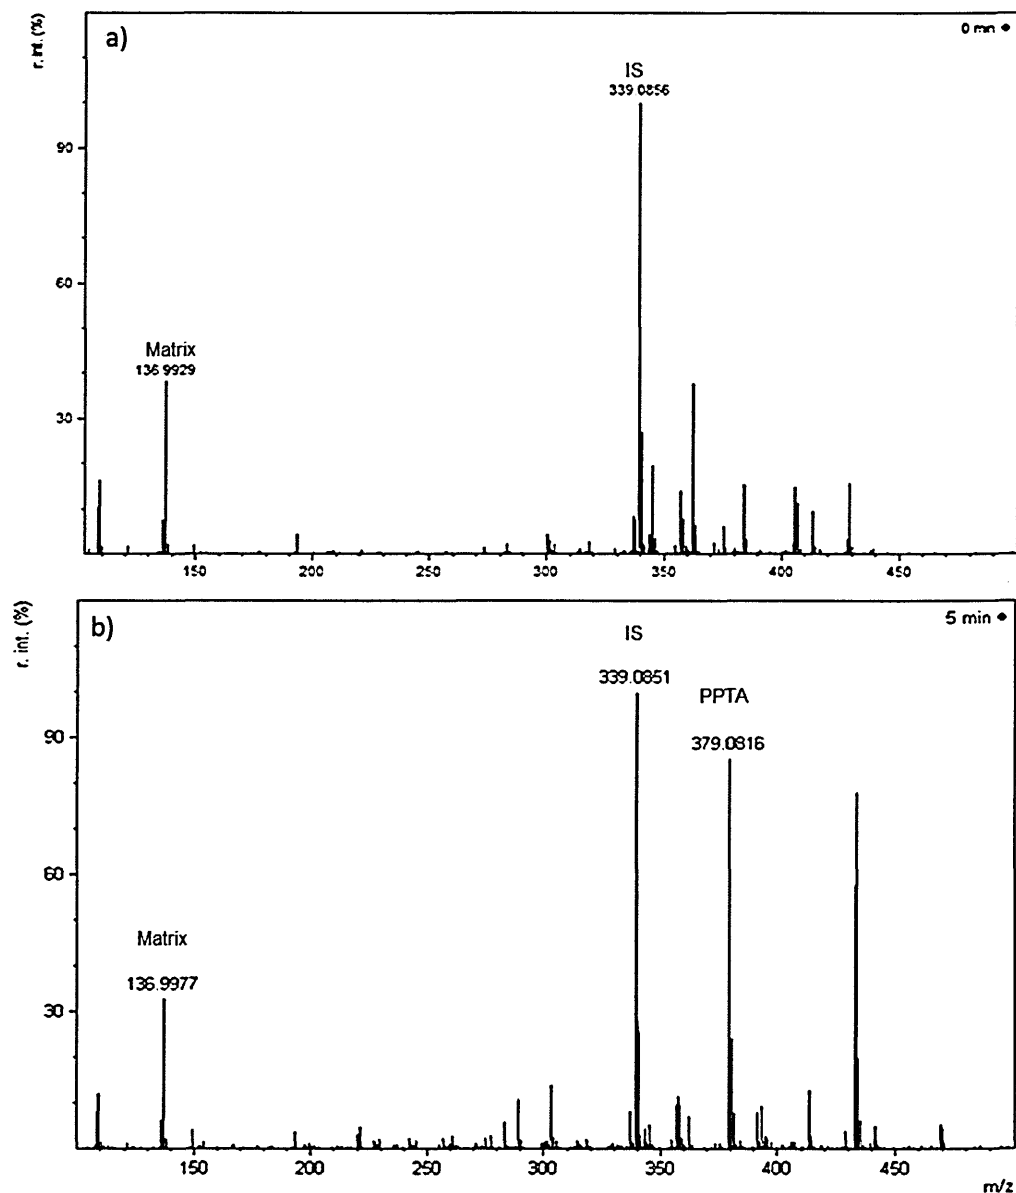 a)
r. int. (%)
0 mn ◆
IS
339.0856
90
60
Matrix
136.9929
30
150 200 250 300 350 400 450
b)
r. int. (%)
5 min ◆
IS
339.0851
PPTA
379.0816
90
60
Matrix
136.9977
30
150 200 250 300 350 400 450
m/z